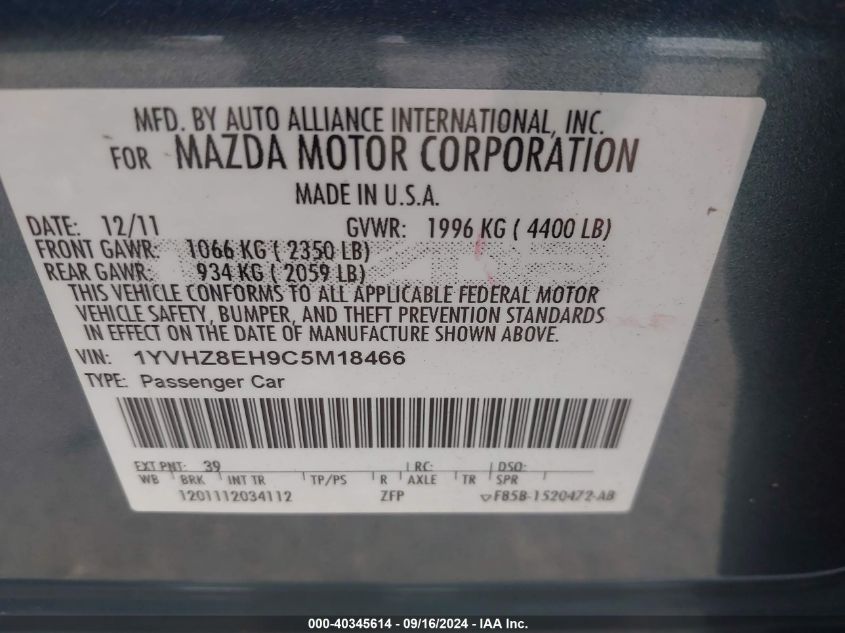 MFD. BY AUTO ALLIANCE INTERNATIONAL, INC.
FOR MAZDA MOTOR CORPORATION
MADE IN U.S.A.
DATE: 12/11 GVWR: 1996 KG ( 4400 LB)
FRONT GAWR: 1066 KG ( 2350 LB)
REAR GAWR: 934 KG ( 2059 LB)
THIS VEHICLE CONFORMS TO ALL APPLICABLE FEDERAL MOTOR
VEHICLE SAFETY, BUMPER, AND THEFT PREVENTION STANDARDS
IN EFFECT ON THE DATE OF MANUFACTURE SHOWN ABOVE.
VIN: 1YVHZ8EH9C5M18466
TYPE: Passenger Car
EXT PNT: 39 RC: DSO:
WB BRK INT TR TP/PS R AXLE TR SPR
1201112034112 ZFP F85B-1520472-AB
000-40345614 - 09/16/2024 - IAA Inc.